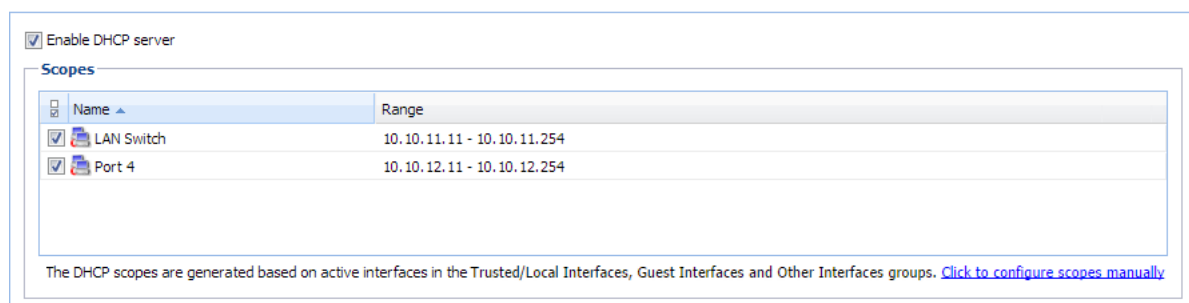 Enable DHCP server
Scopes
Name Range
LAN Switch 10.10.11.11 - 10.10.11.254
Port 4 10.10.12.11 - 10.10.12.254
The DHCP scopes are generated based on active interfaces in the Trusted/Local Interfaces, Guest Interfaces and Other Interfaces groups. Click to configure scopes manually